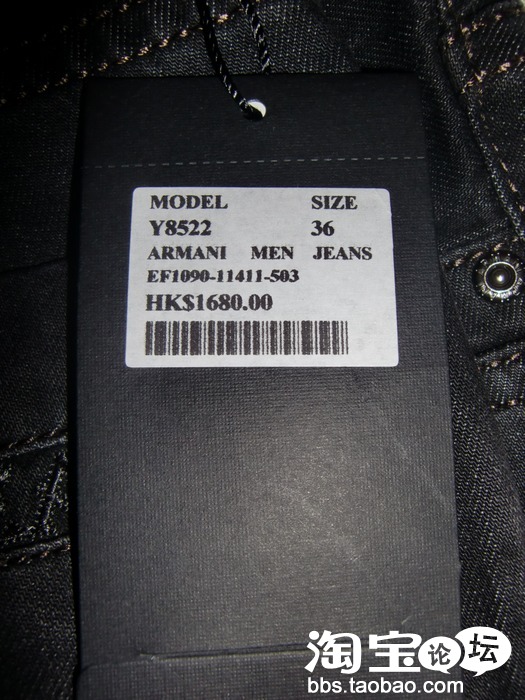 MODEL SIZE
Y8522 36
ARMANI MEN JEANS
EF1090-11411-503
HK$1680.00
淘宝论坛
bbs.taobao.com